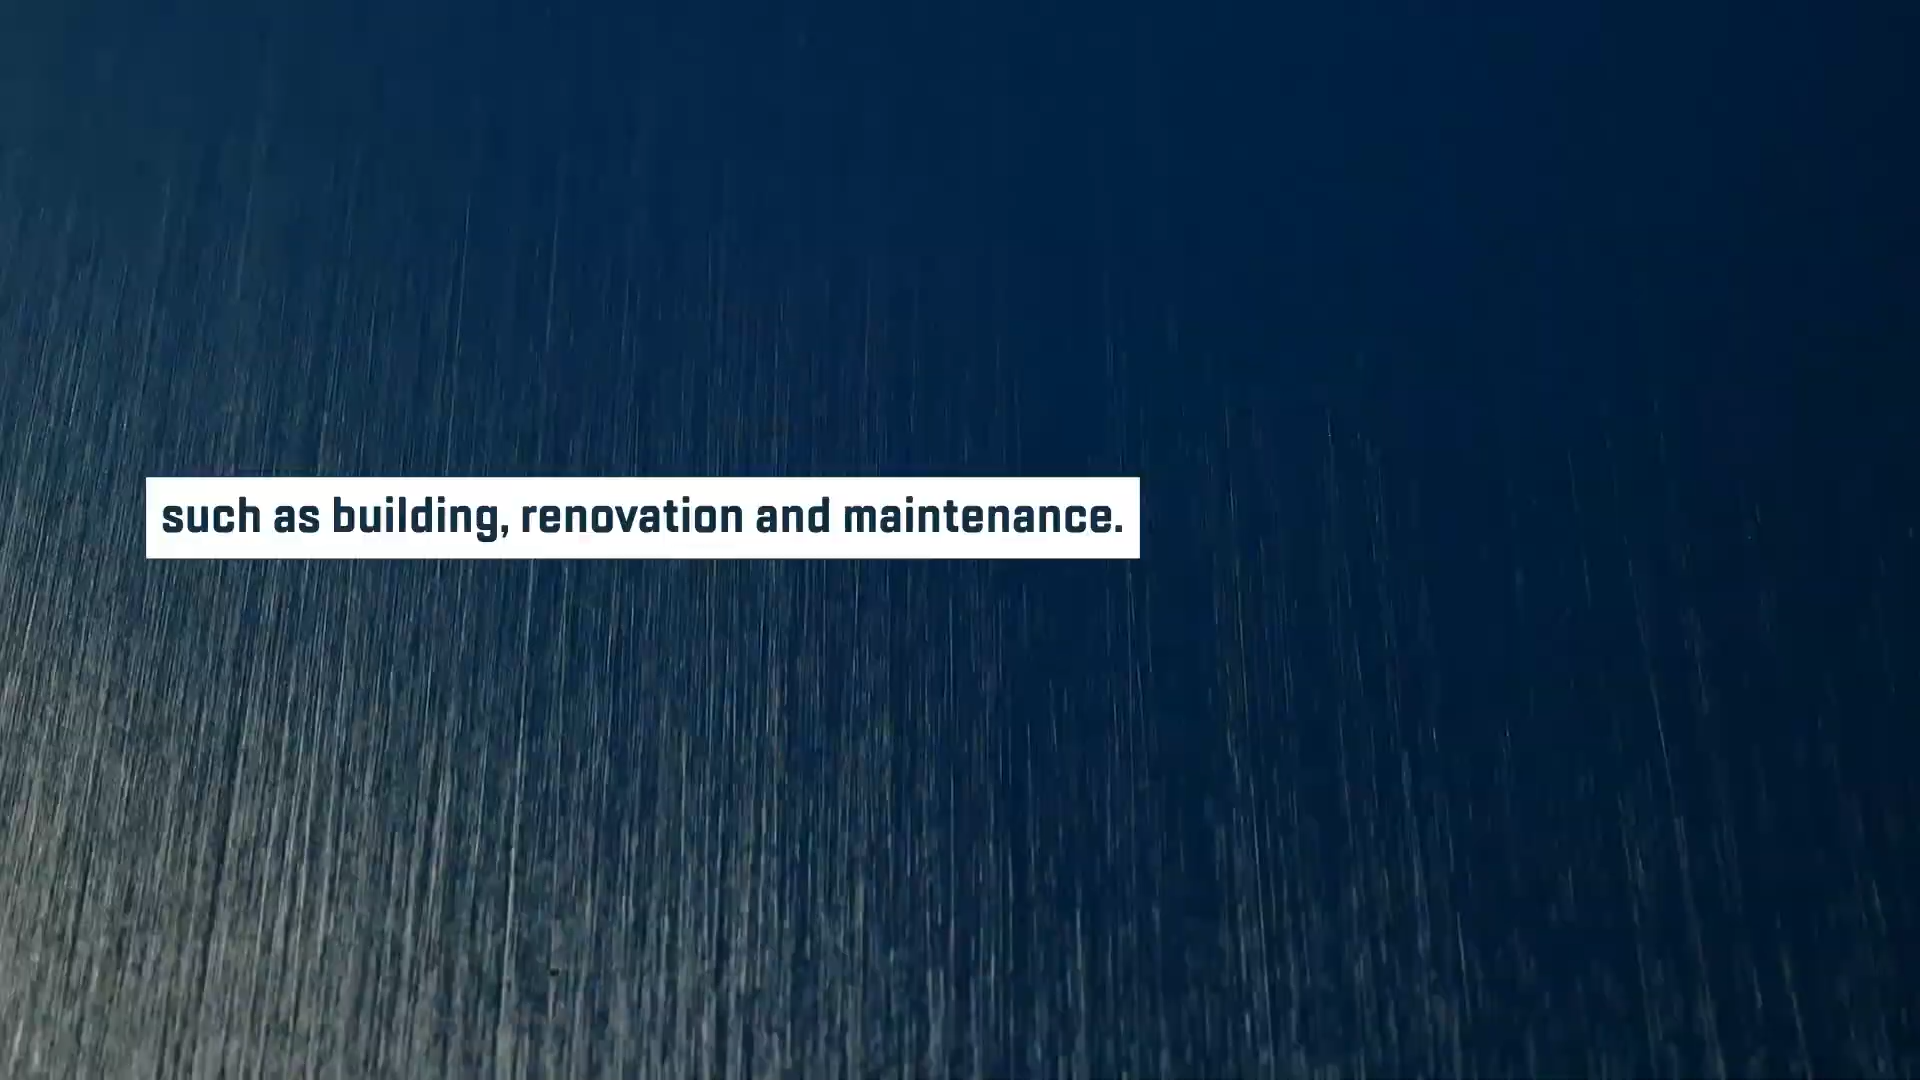 such as building, renovation and maintenance.